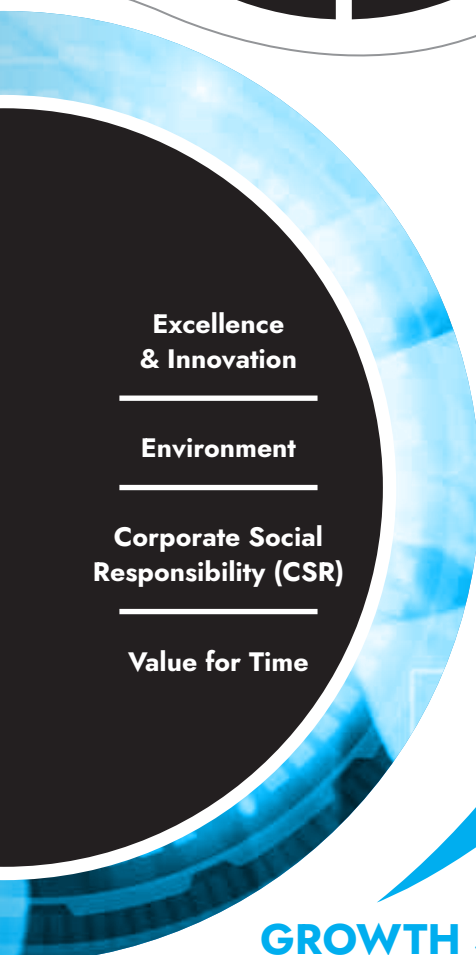 Excellence
& Innovation
Environment
Corporate Social
Responsibility (CSR)
Value for Time
GROWTH